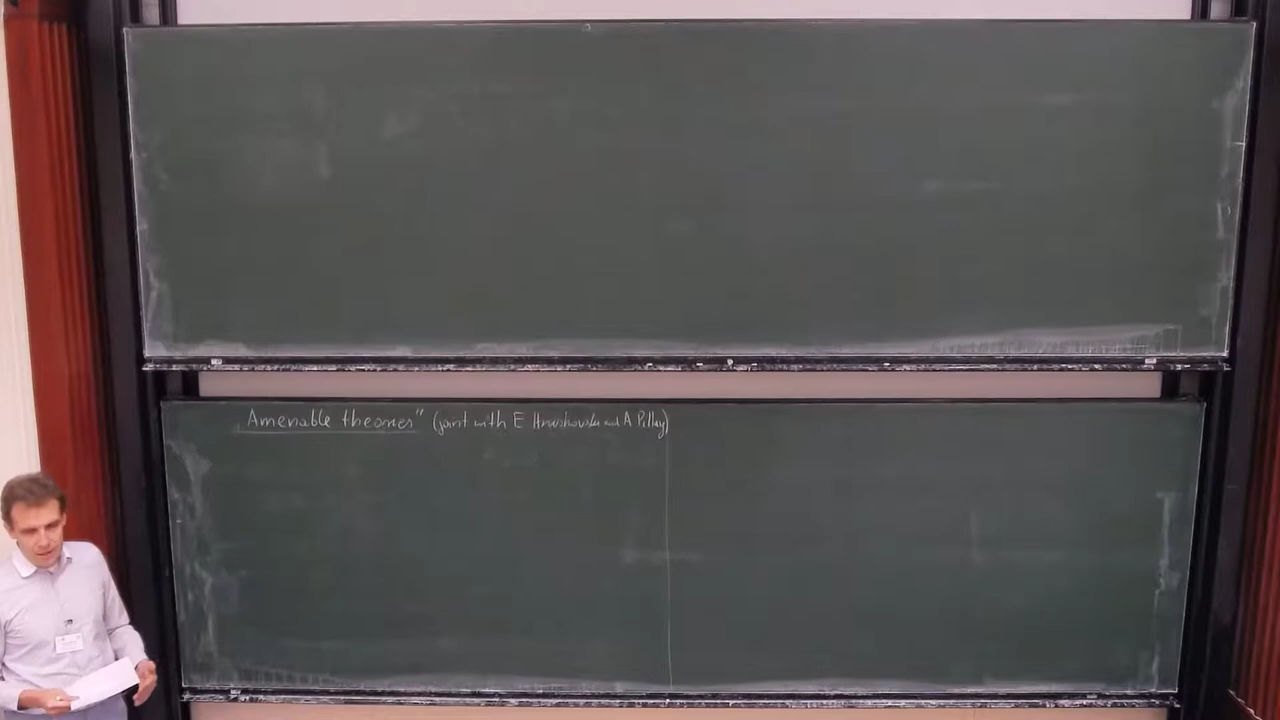 „Amenable theories" (joint with E Hrushovski and A Pillay)